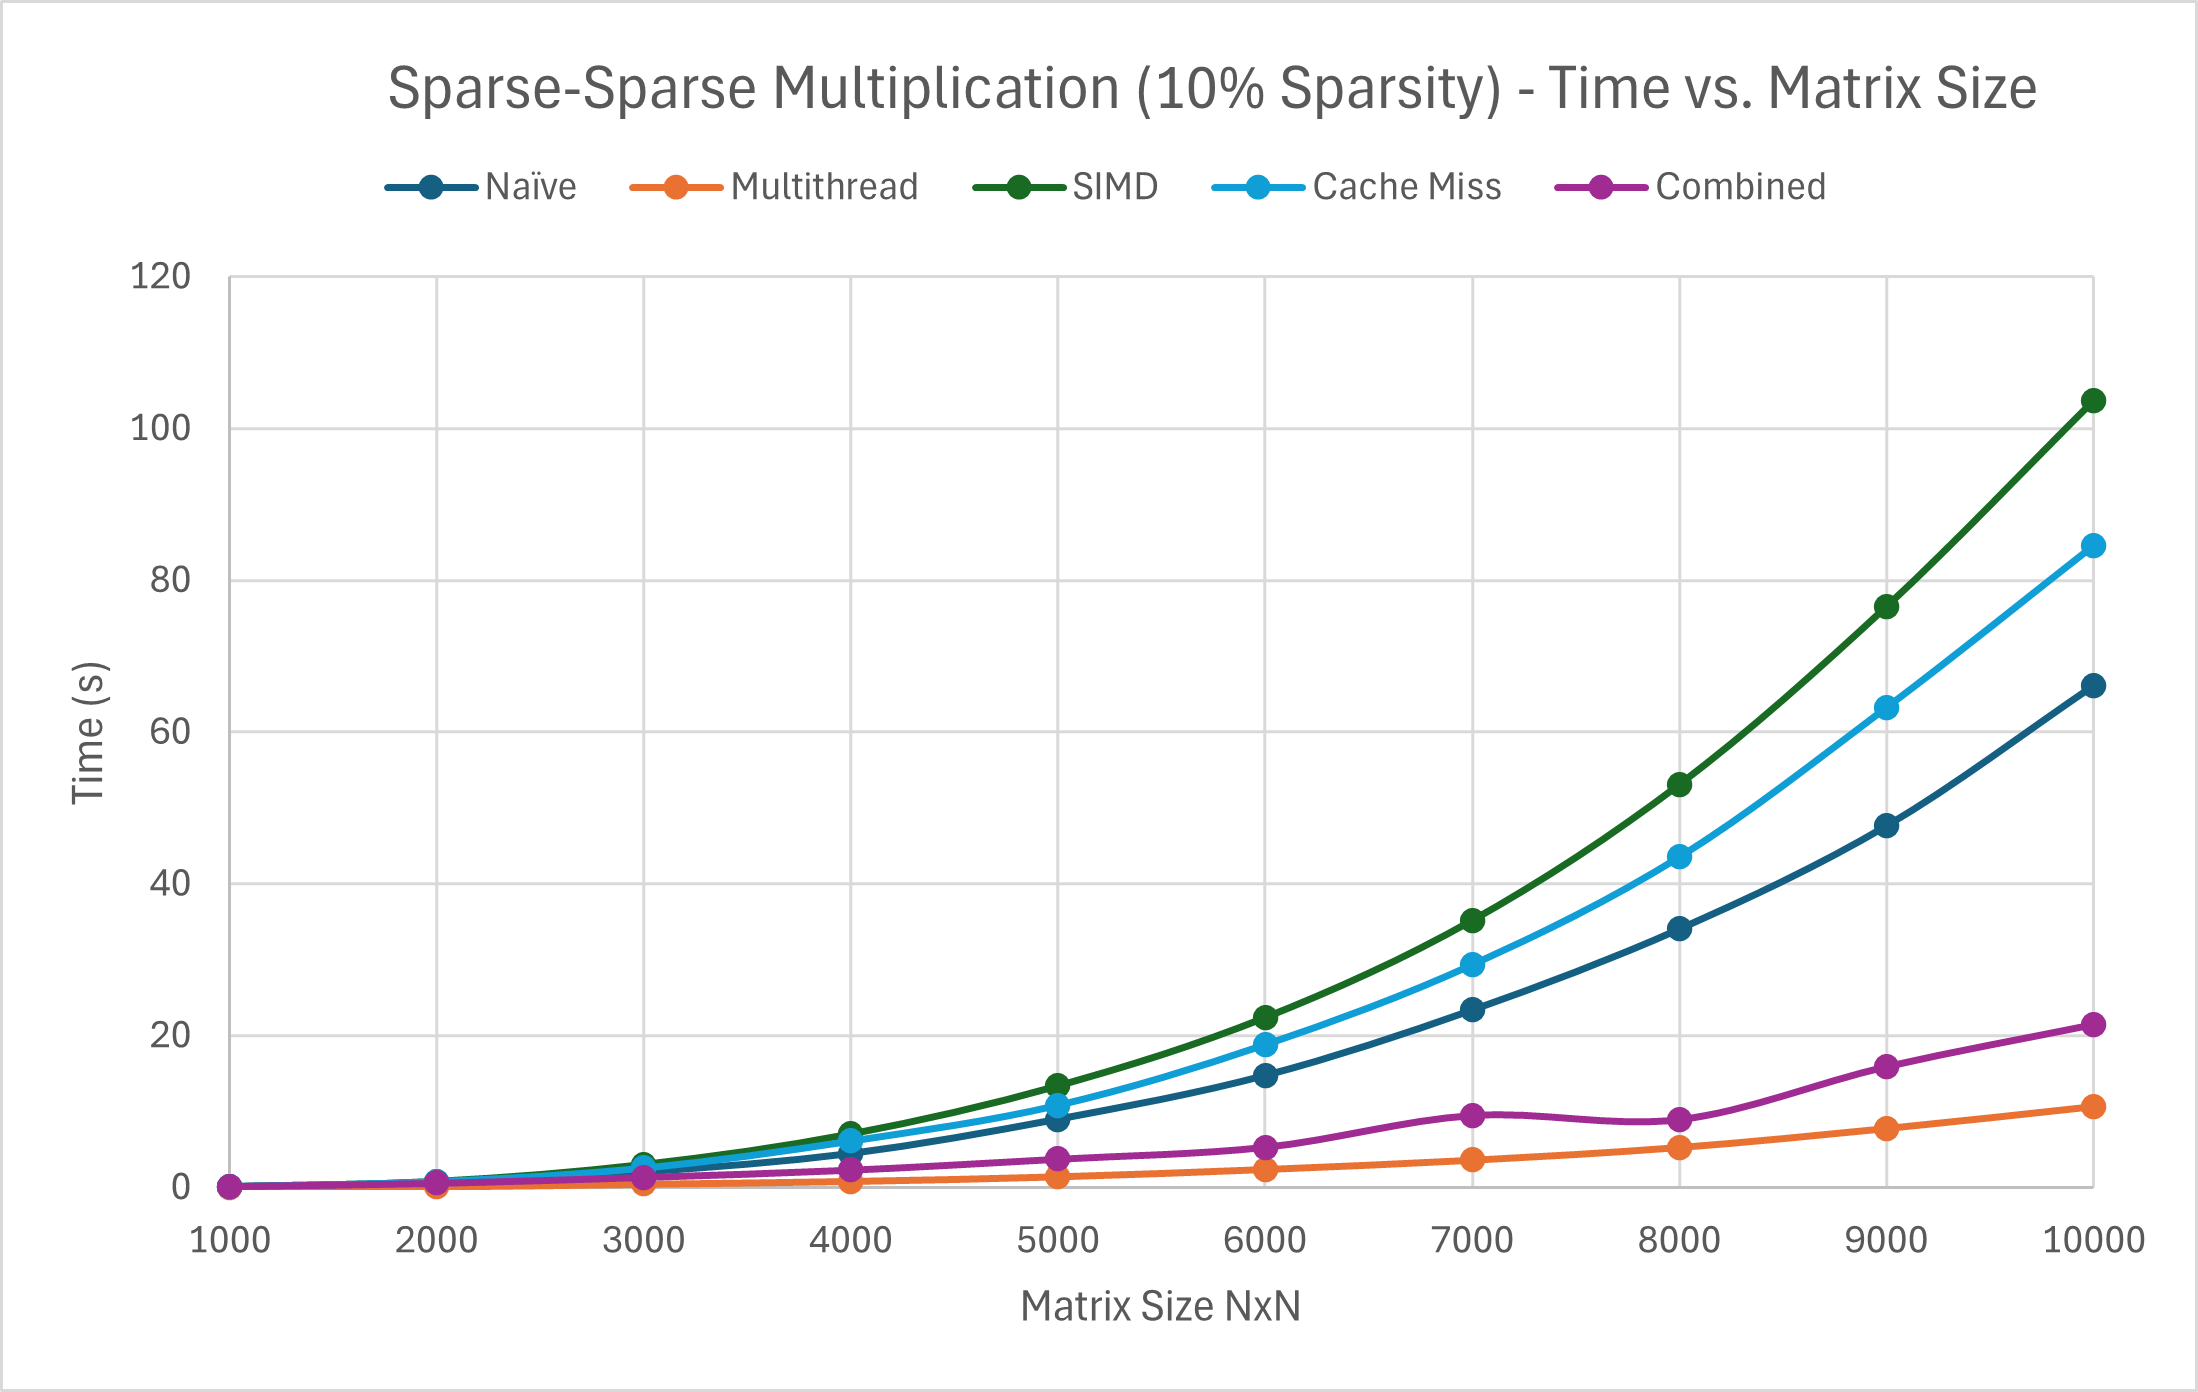 Sparse-Sparse Multiplication (10% Sparsity) - Time vs. Matrix Size
Naïve Multithread SIMD Cache Miss Combined
120
100
80
60
40
20
0
Time (s)
1000 2000 3000 4000 5000 6000 7000 8000 9000 10000
Matrix Size NxN